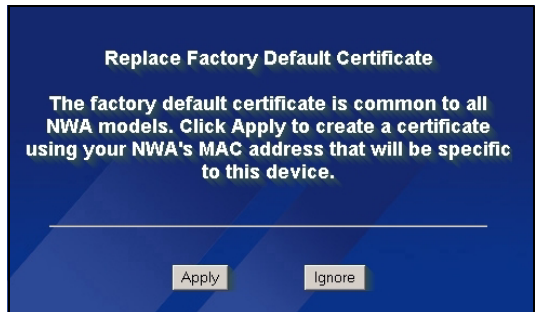 Replace Factory Default Certificate
The factory default certificate is common to all
NWA models. Click Apply to create a certificate
using your NWA's MAC address that will be specific
to this device.
Apply
Ignore